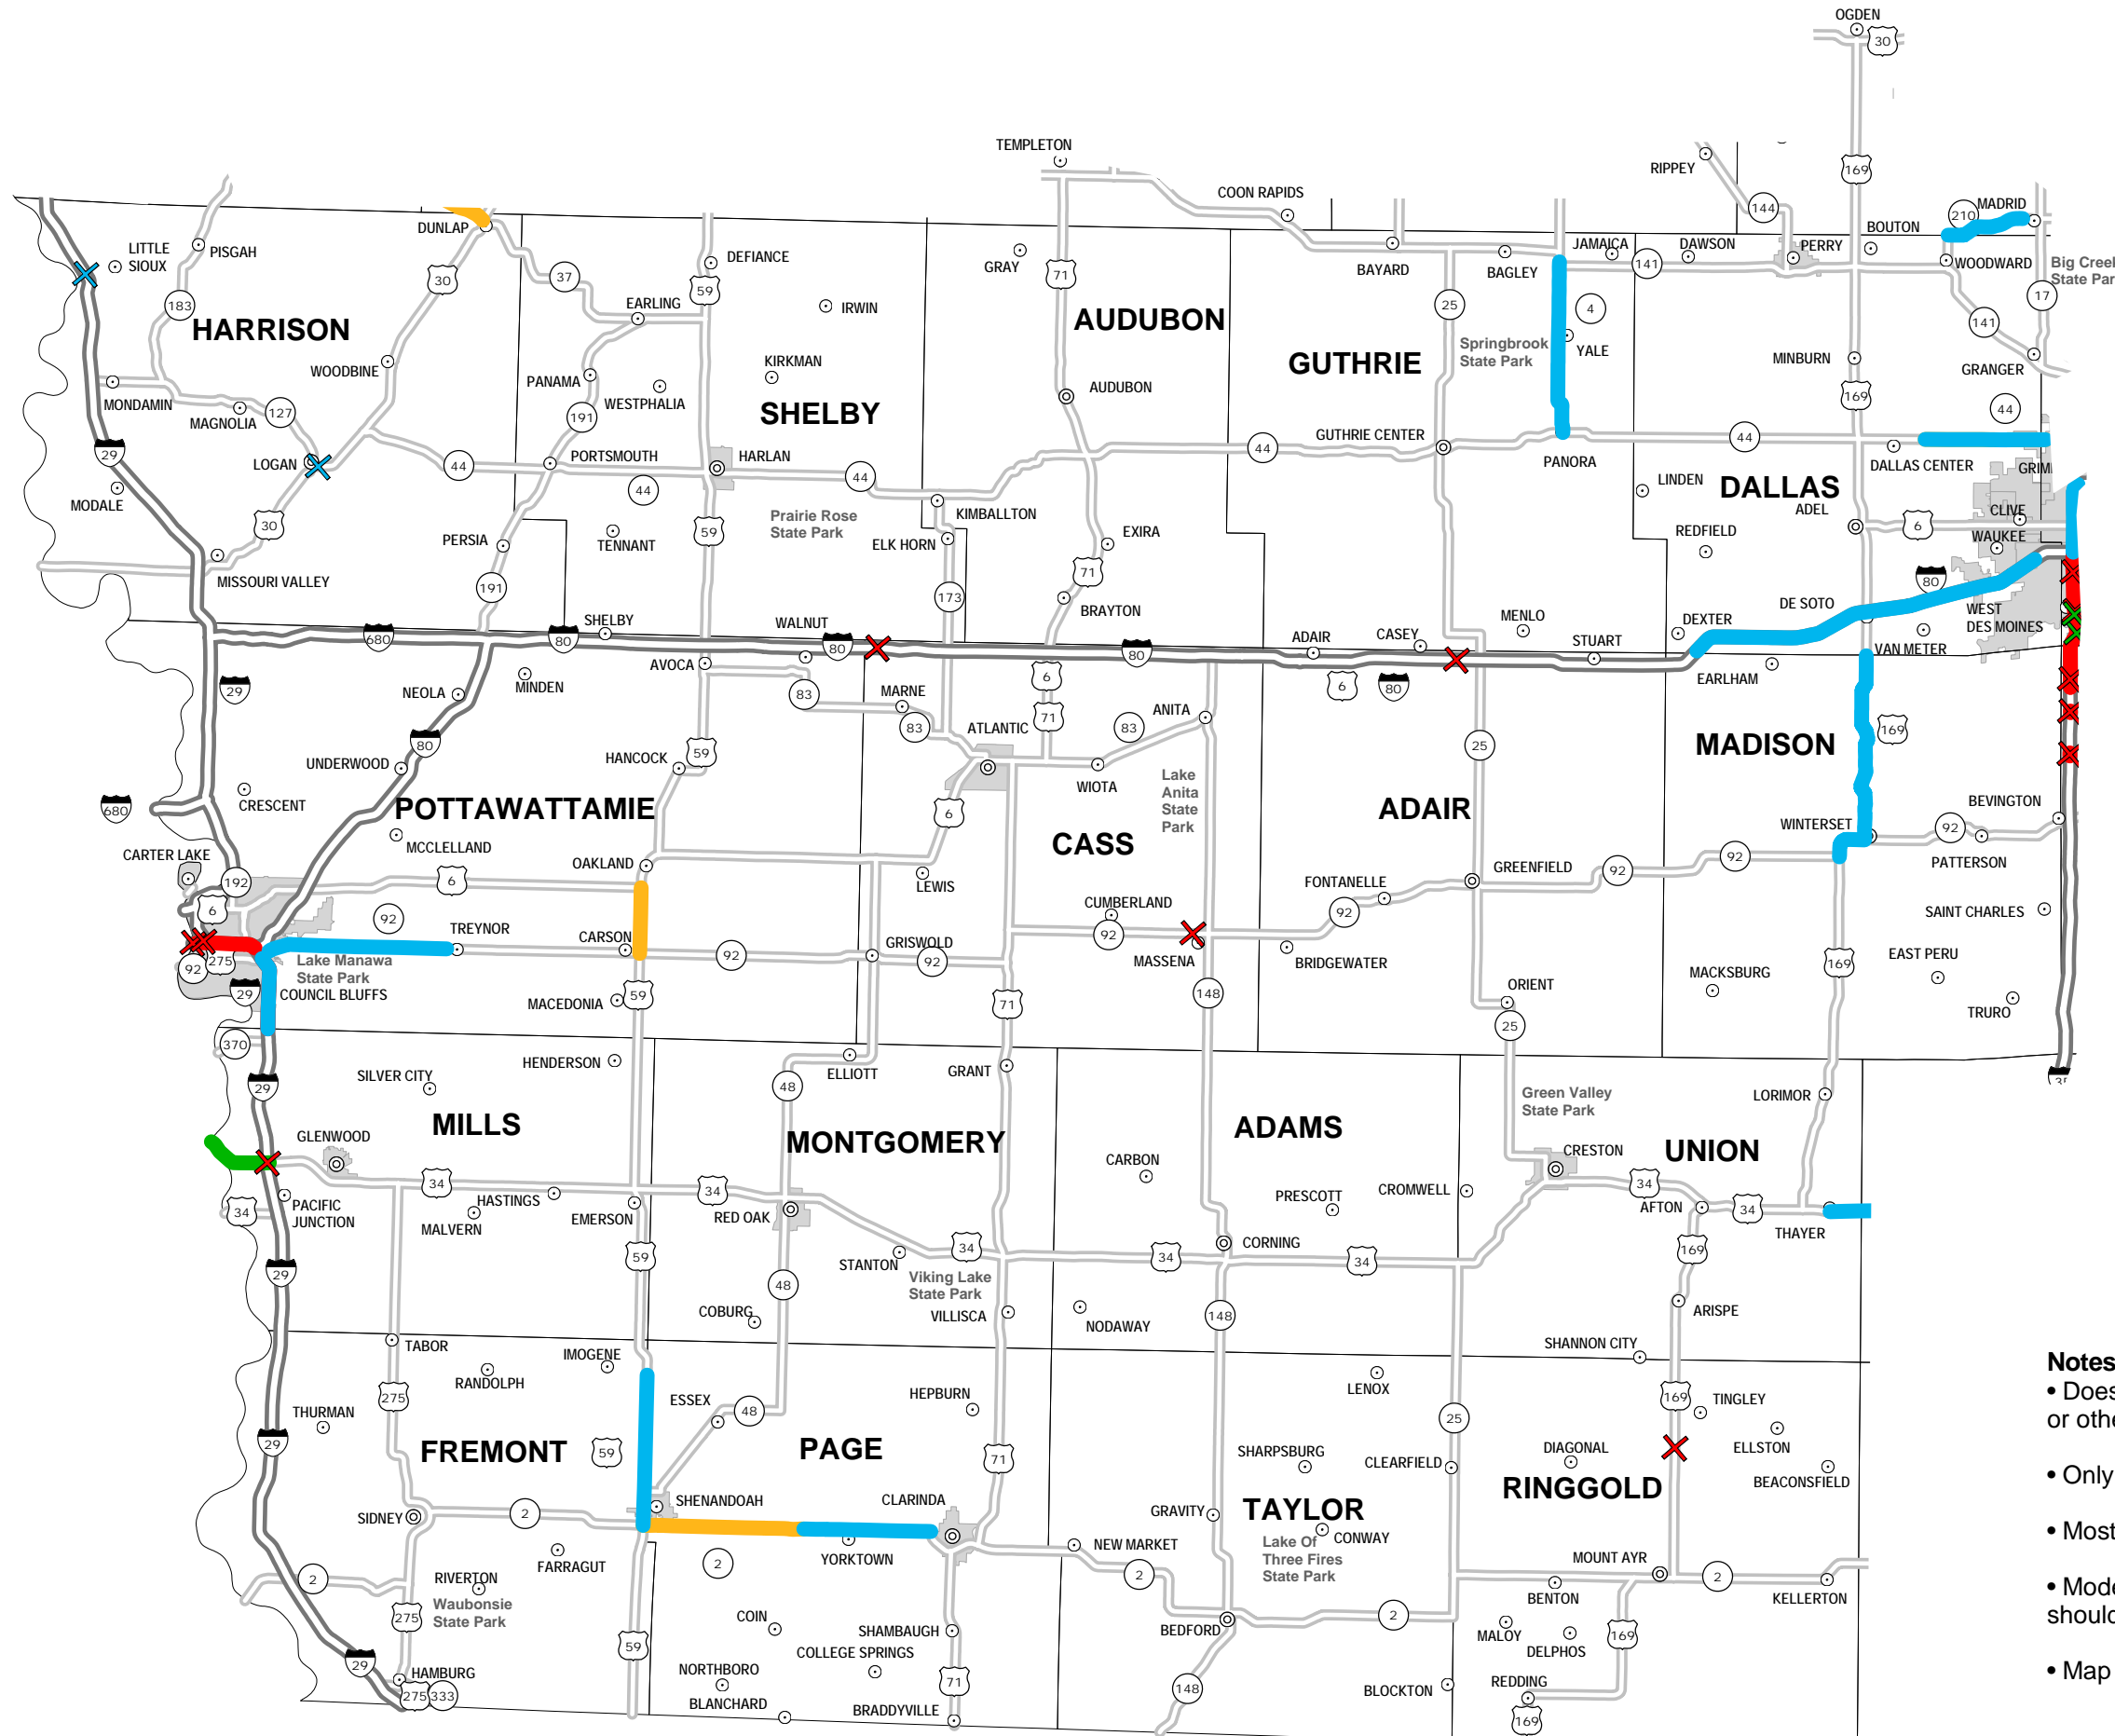 OGDEN
30
TEMPLETON
RIPPEY
169
COON RAPIDS
144
210
MADRID
DUNLAP
LITTLE
SIOUX
PISGAH
DEFIANCE
GRAY
71
BAYARD
BAGLEY
JAMAICA
141
DAWSON
PERRY
BOUTON
WOODWARD
Big Creek
State Par
37
30
59
183
EARLING
IRWIN
25
4
17
141
HARRISON
AUDUBON
GUTHRIE
Springbrook
State Park
YALE
MINBURN
GRANGER
WOODBINE
PANAMA
WESTPHALIA
KIRKMAN
AUDUBON
169
MONDAMIN
MAGNOLIA
127
191
SHELBY
44
GUTHRIE CENTER
44
44
PANORA
DALLAS CENTER
GRIM
29
LOGAN
44
PORTSMOUTH
HARLAN
44
44
LINDEN
DALLAS
MODALE
30
Prairie Rose
State Park
KIMBALLTON
ADEL
6
CLIVE
PERSIA
TENNANT
59
ELK HORN
EXIRA
REDFIELD
WAUKEE
MISSOURI VALLEY
191
71
80
173
BRAYTON
MENLO
DEXTER
DE SOTO
WEST
DES MOINES
680
80
SHELBY
WALNUT
80
80
ADAIR
CASEY
STUART
VAN METER
AVOCA
6
6
80
EARLHAM
29
NEOLA
MINDEN
83
MARNE
83
ATLANTIC
71
83
ANITA
169
80
59
HANCOCK
25
MADISON
UNDERWOOD
WIOTA
Lake
Anita
State
Park
CRESCENT
680
POTTAWATTAMIE
6
ADAIR
BEVINGTON
MCCLELLAND
CASS
WINTERSET
92
CARTER LAKE
192
OAKLAND
LEWIS
GREENFIELD
92
92
PATTERSON
6
6
FONTANELLE
92
CUMBERLAND
92
SAINT CHARLES
92
TREYNOR
CARSON
92
GRISWOLD
92
MASSENA
BRIDGEWATER
275
92
Lake Manawa
State Park
169
EAST PERU
29
COUNCIL BLUFFS
MACEDONIA
59
71
148
MACKSBURG
ORIENT
TRURO
370
25
HENDERSON
ELLIOTT
GRANT
29
SILVER CITY
48
Green Valley
State Park
LORIMOR
35
MILLS
MONTGOMERY
ADAMS
GLENWOOD
CRESTON
UNION
CARBON
34
34
34
HASTINGS
PRESCOTT
CROMWELL
PACIFIC
JUNCTION
34
MALVERN
EMERSON
RED OAK
AFTON
34
THAYER
STANTON
34
34
CORNING
34
169
59
29
Viking Lake
State Park
48
COBURG
VILLISCA
NODAWAY
148
ARISPE
TABOR
IMOGENE
SHANNON CITY
RANDOLPH
275
ESSEX
48
HEPBURN
LENOX
169
TINGLEY
THURMAN
25
29
FREMONT
59
PAGE
71
SHARPSBURG
CLEARFIELD
DIAGONAL
ELLSTON
BEACONSFIELD
RINGGOLD
SIDNEY
2
SHENANDOAH
CLARINDA
GRAVITY
TAYLOR
CONWAY
Lake Of
Three Fires
State Park
FARRAGUT
2
YORKTOWN
NEW MARKET
2
MOUNT AYR
2
2
RIVERTON
Waubonsie
State Park
275
BENTON
KELLERTON
COIN
SHAMBAUGH
BEDFORD
2
MALOY
DELPHOS
169
59
COLLEGE SPRINGS
NORTHBORO
71
29
HAMBURG
275
333
BLANCHARD
BRADDYVILLE
148
BLOCKTON
REDDING
169
Notes
• Does
or othe
• Only
• Most
• Mode
should
• Map